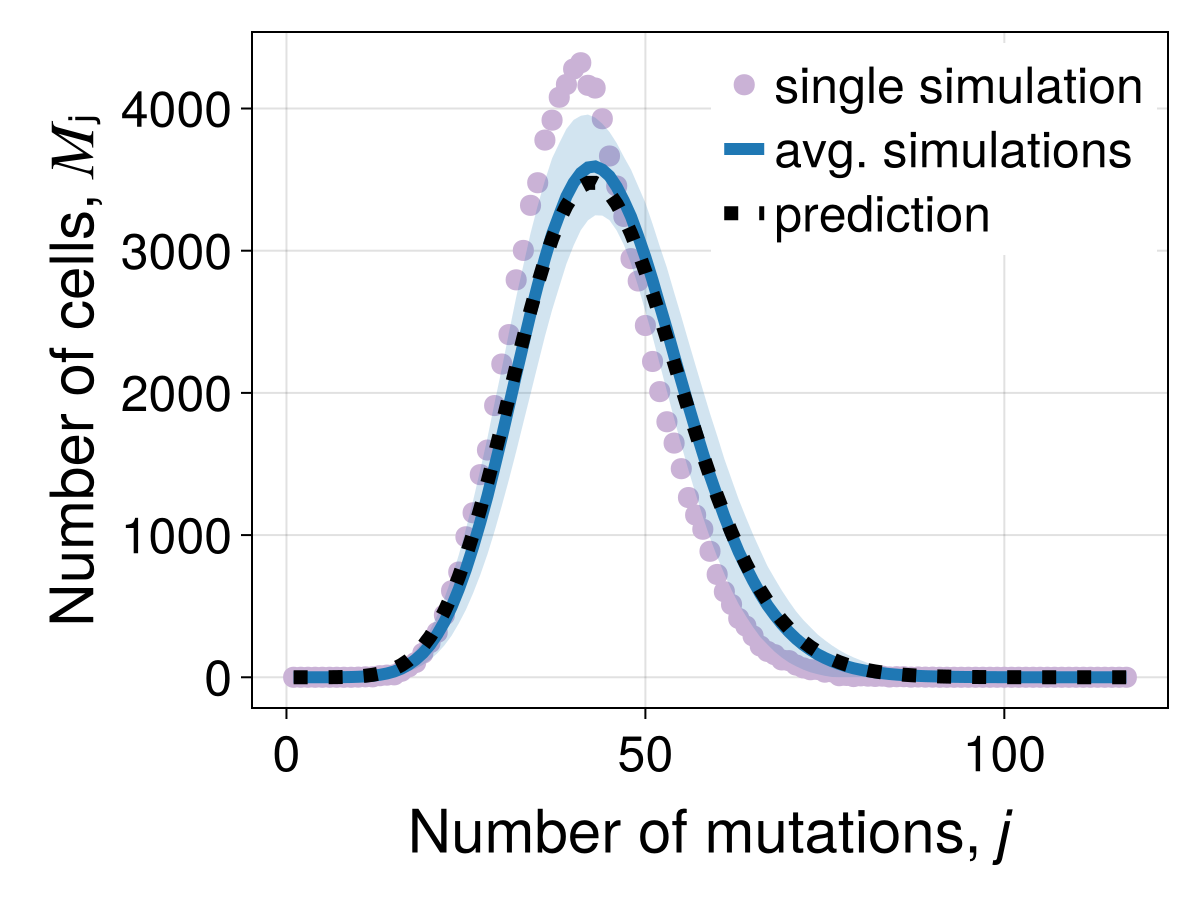 single simulation
avg. simulations
prediction
Number of cells, Mj
4000
3000
2000
1000
0
0 50 100
Number of mutations, j